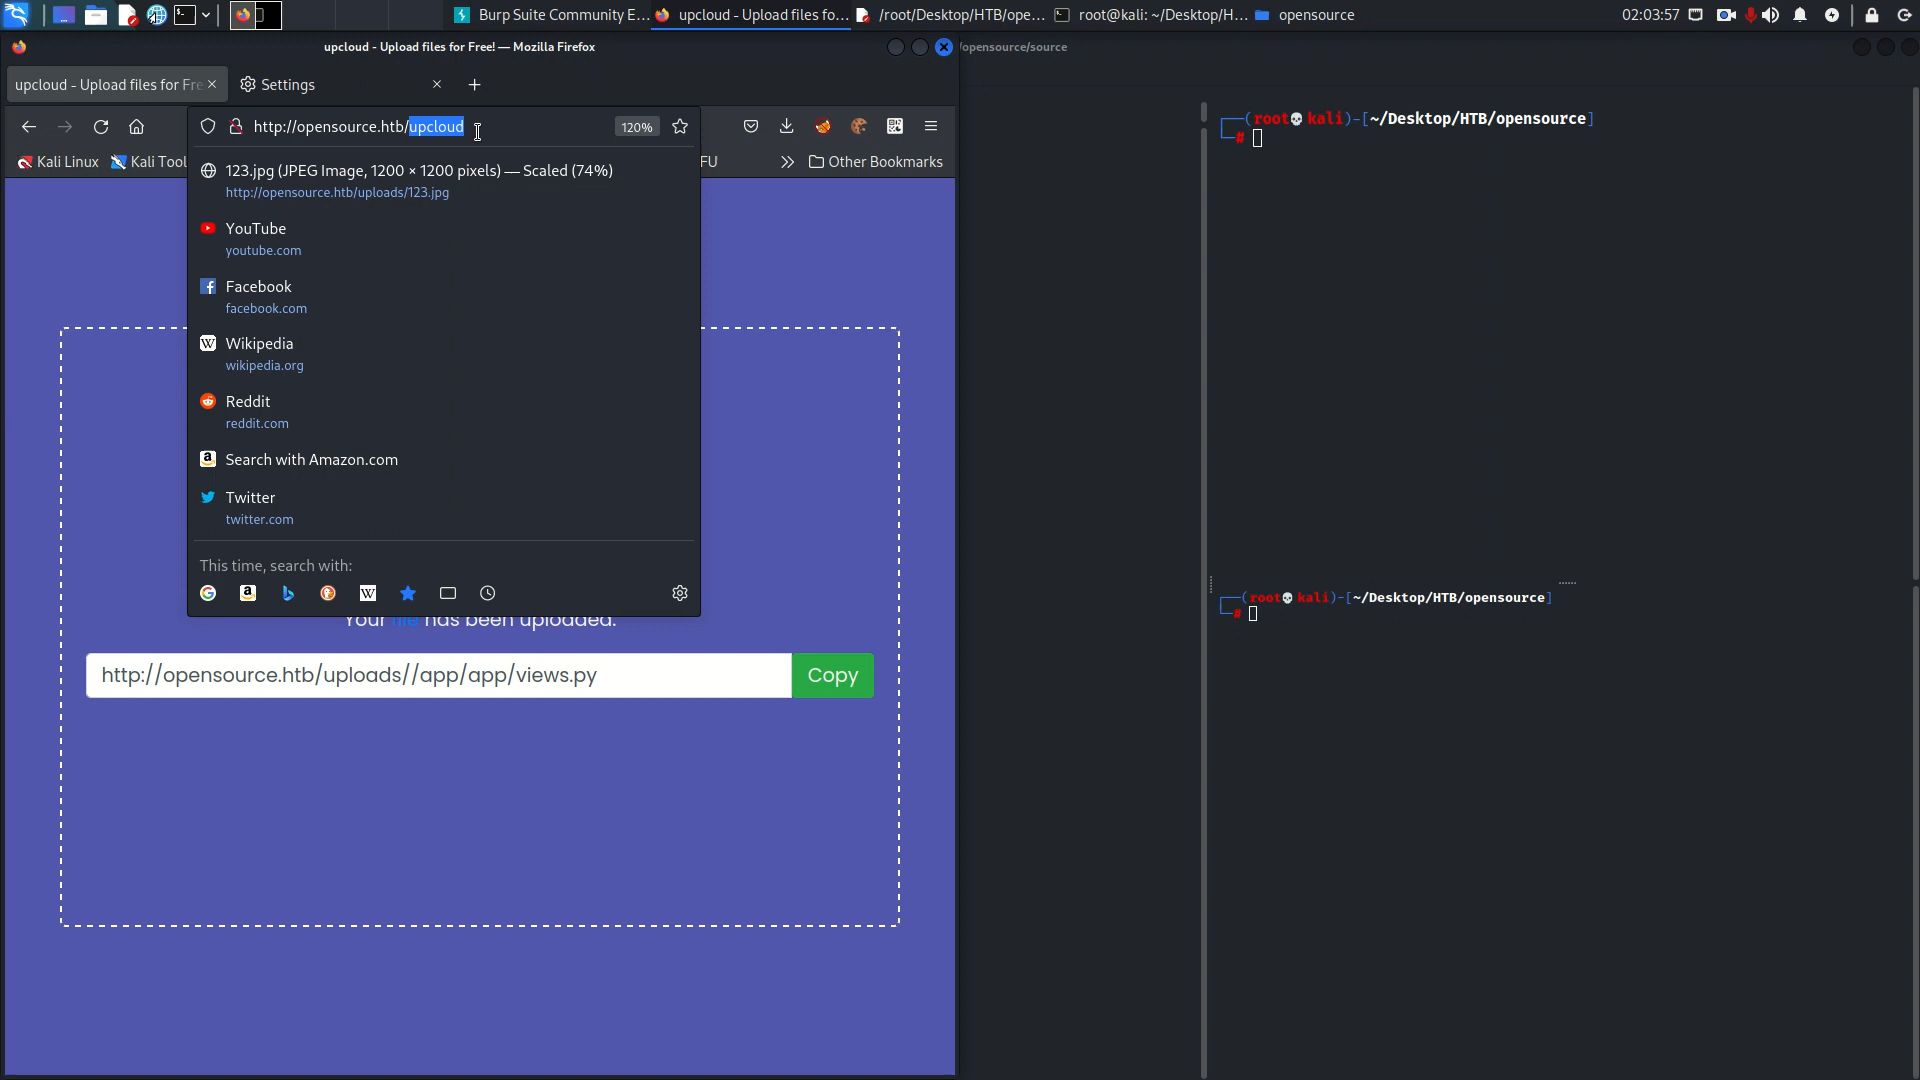 Burp Suite Community E...
upcloud - Upload files fo...
/root/Desktop/HTB/ope...
root@kali: ~/Desktop/H...
opensource
02:03:57
upcloud - Upload files for Free! — Mozilla Firefox
/opensource/source
upcloud - Upload files for Fre
Settings
http://opensource.htb/upcloud
120%
Kali Linux
Kali Tool
FU
Other Bookmarks
123.jpg (JPEG Image, 1200 × 1200 pixels) — Scaled (74%)
http://opensource.htb/uploads/123.jpg
YouTube
youtube.com
Facebook
facebook.com
Wikipedia
wikipedia.org
Reddit
reddit.com
Search with Amazon.com
Twitter
twitter.com
This time, search with:
Your file has been uploaded.
http://opensource.htb/uploads//app/app/views.py
Copy
(root💀kali)-[~/Desktop/HTB/opensource]
#
(root💀kali)-[~/Desktop/HTB/opensource]
#